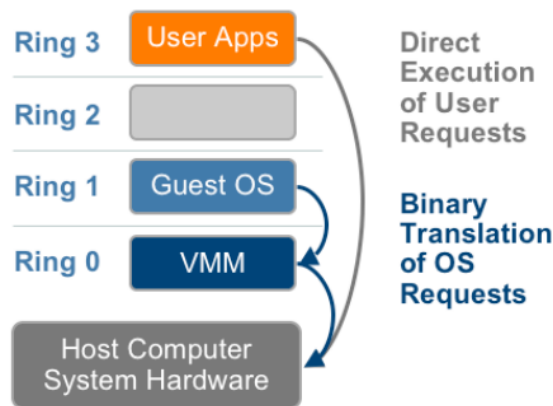 Ring 3
User Apps
Ring 2
Ring 1
Guest OS
Ring 0
VMM
Host Computer
System Hardware
Direct
Execution
of User
Requests
Binary
Translation
of OS
Requests